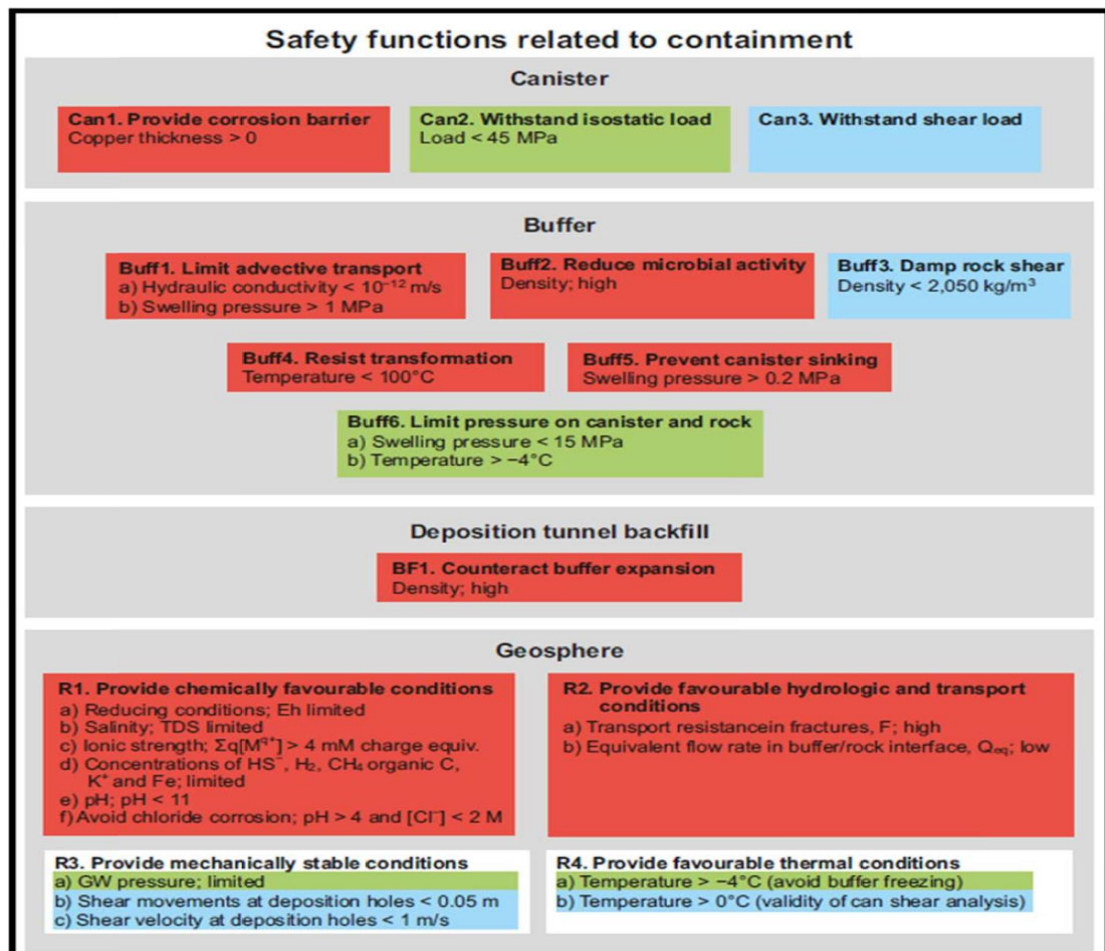 Safety functions related to containment
Canister
Can1. Provide corrosion barrier
Copper thickness > 0
Can2. Withstand isostatic load
Load < 45 MPa
Can3. Withstand shear load
Buffer
Buff1. Limit advective transport
a) Hydraulic conductivity < 10⁻¹² m/s
b) Swelling pressure > 1 MPa
Buff2. Reduce microbial activity
Density; high
Buff3. Damp rock shear
Density < 2,050 kg/m³
Buff4. Resist transformation
Temperature < 100°C
Buff5. Prevent canister sinking
Swelling pressure > 0.2 MPa
Buff6. Limit pressure on canister and rock
a) Swelling pressure < 15 MPa
b) Temperature > −4°C
Deposition tunnel backfill
BF1. Counteract buffer expansion
Density; high
Geosphere
R1. Provide chemically favourable conditions
a) Reducing conditions; Eh limited
b) Salinity; TDS limited
c) Ionic strength; Σq[M^q+] > 4 mM charge equiv.
d) Concentrations of HS⁻, H₂, CH₄ organic C,
K⁺ and Fe; limited
e) pH; pH < 11
f) Avoid chloride corrosion; pH > 4 and [Cl⁻] < 2 M
R2. Provide favourable hydrologic and transport
conditions
a) Transport resistancein fractures, F; high
b) Equivalent flow rate in buffer/rock interface, Qeq; low
R3. Provide mechanically stable conditions
a) GW pressure; limited
b) Shear movements at deposition holes < 0.05 m
c) Shear velocity at deposition holes < 1 m/s
R4. Provide favourable thermal conditions
a) Temperature > −4°C (avoid buffer freezing)
b) Temperature > 0°C (validity of can shear analysis)